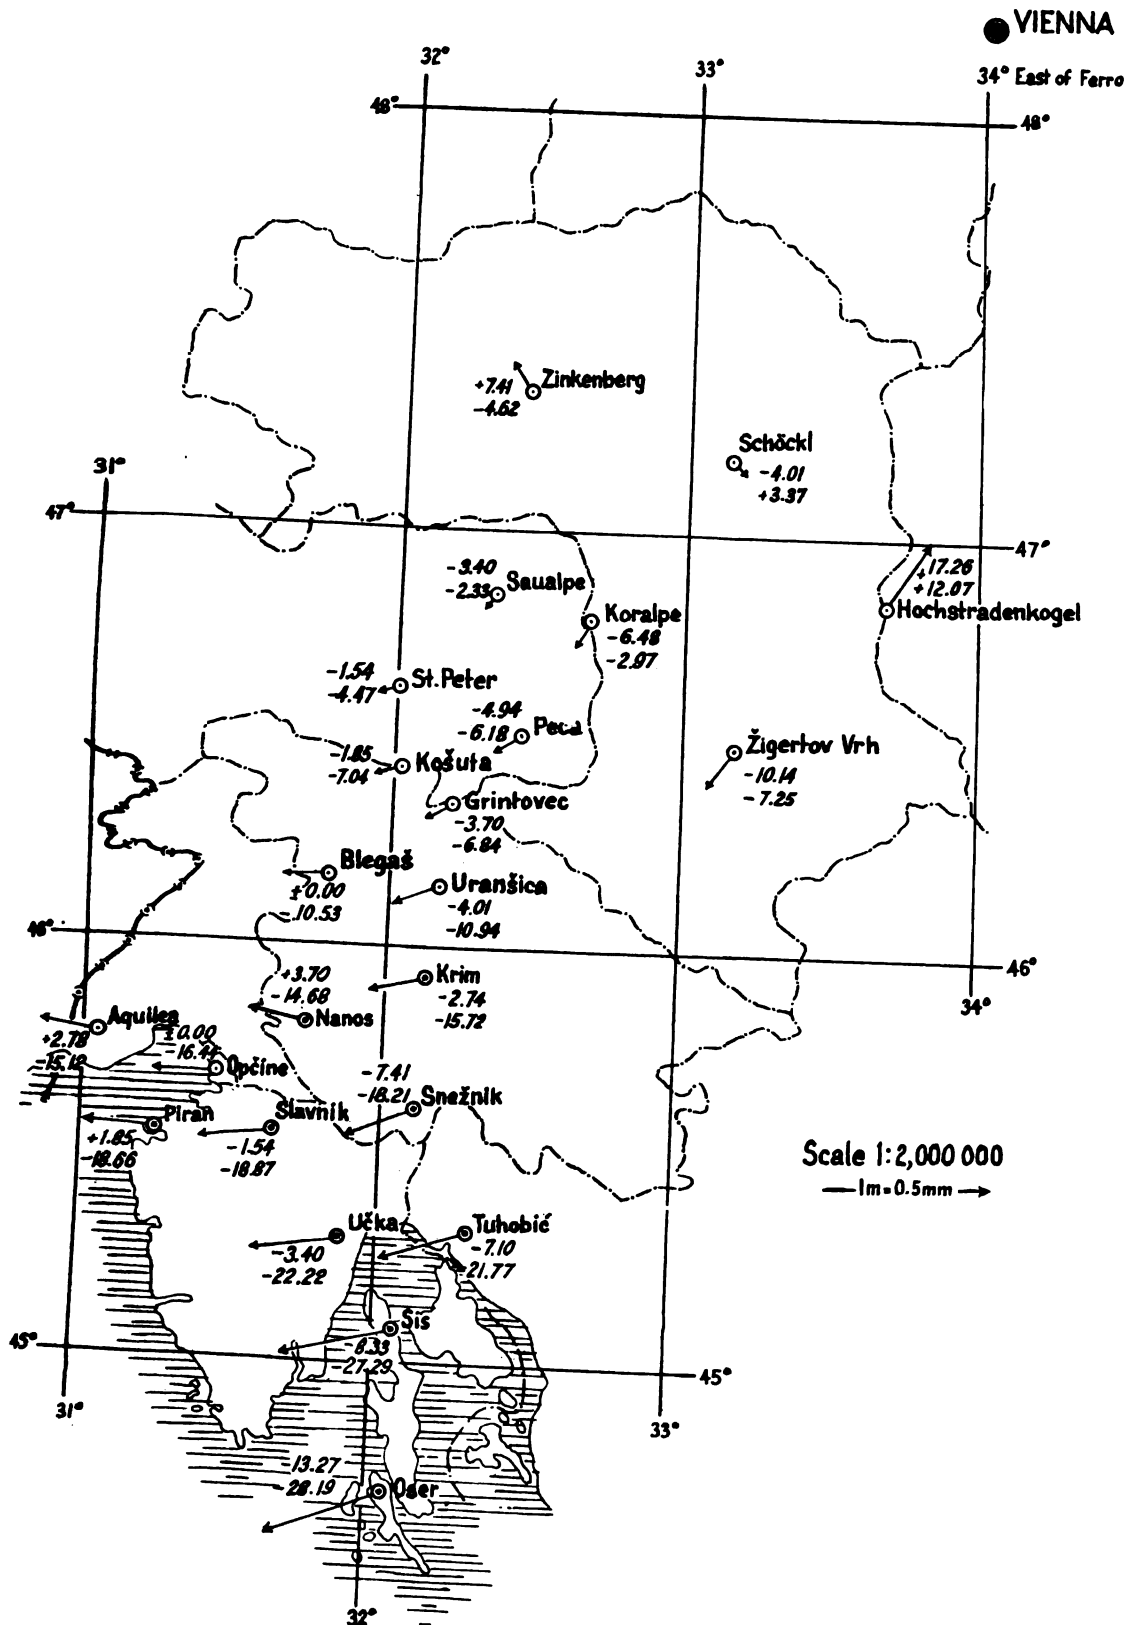 VIENNA
32°
33°
34° East of Ferro
48°
48°
Zinkenberg
+7.41
-4.62
Schöckl
-4.01
+3.37
31°
47°
47°
-3.40
-2.33
Saualpe
+17.26
+12.07
Hochstradenkogel
Koralpe
-6.48
-2.97
-1.54
-4.47
St.Peter
-4.94
-6.18
Peca
Žigertov Vrh
-10.14
-7.25
-1.85
-7.04
Košuta
Grintovec
-3.70
-6.84
Blegaš
±0.00
-10.53
Uranšica
-4.01
-10.94
46°
46°
+3.70
-14.68
Nanos
Krim
-2.74
-15.72
34°
Aquilea
+2.78
-15.12
±0.00
-16.44
Opčine
-7.41
-18.21
Snežnik
Piran
+1.85
-18.66
Slavnik
-1.54
-18.87
Scale 1:2,000 000
1m=0.5mm
Učka
-3.40
-22.22
Tuhobić
-7.10
-21.77
Sis
-8.33
-27.29
45°
45°
31°
33°
-13.27
-28.19
Oser
32°